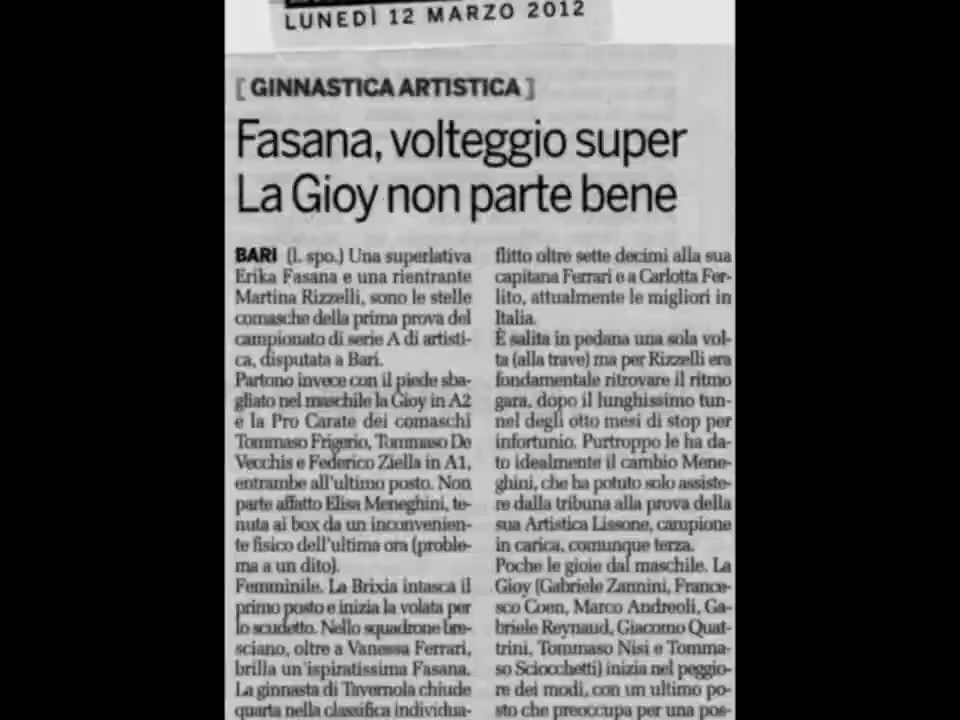 LUNEDÌ 12 MARZO 2012
[ GINNASTICA ARTISTICA ]
Fasana, volteggio super
La Gioy non parte bene
BARI (l. spo.) Una superlativa
Erika Fasana e una rientrante
Martina Rizzelli, sono le stelle
comasche della prima prova del
campionato di serie A di artisti-
ca, disputata a Bari.
Partono invece con il piede sba-
gliato nel maschile la Gioy in A2
e la Pro Carate dei comaschi
Tommaso Frigerio, Tommaso De
Vecchis e Federico Ziella in A1,
entrambe all'ultimo posto. Non
parte affatto Elisa Meneghini, te-
nuta ai box da un inconvenien-
te fisico dell'ultima ora (proble-
ma a un dito).
Femminile. La Brixia intasca il
primo posto e inizia la volata per
lo scudetto. Nello squadrone bre-
sciano, oltre a Vanessa Ferrari,
brilla un'ispiratissima Fasana.
La ginnasta di Tavernola chiude
quarta nella classifica individua-
flitto oltre sette decimi alla sua
capitana Ferrari e a Carlotta Fer-
lito, attualmente le migliori in
Italia.
È salita in pedana una sola vol-
ta (alla trave) ma per Rizzelli era
fondamentale ritrovare il ritmo
gara, dopo il lunghissimo tun-
nel degli otto mesi di stop per
infortunio. Purtroppo le ha da-
to idealmente il cambio Mene-
ghini, che ha potuto solo assiste-
re dalla tribuna alla prova della
sua Artistica Lissone, campione
in carica, comunque terza.
Poche le gioie dal maschile. La
Gioy (Gabriele Zannini, France-
sco Coen, Marco Andreoli, Ga-
briele Reynaud, Giacomo Quat-
trini, Tommaso Nisi e Tomma-
so Sciocchetti) inizia nel peggio-
re dei modi, con un ultimo po-
sto che preoccupa per una pos-